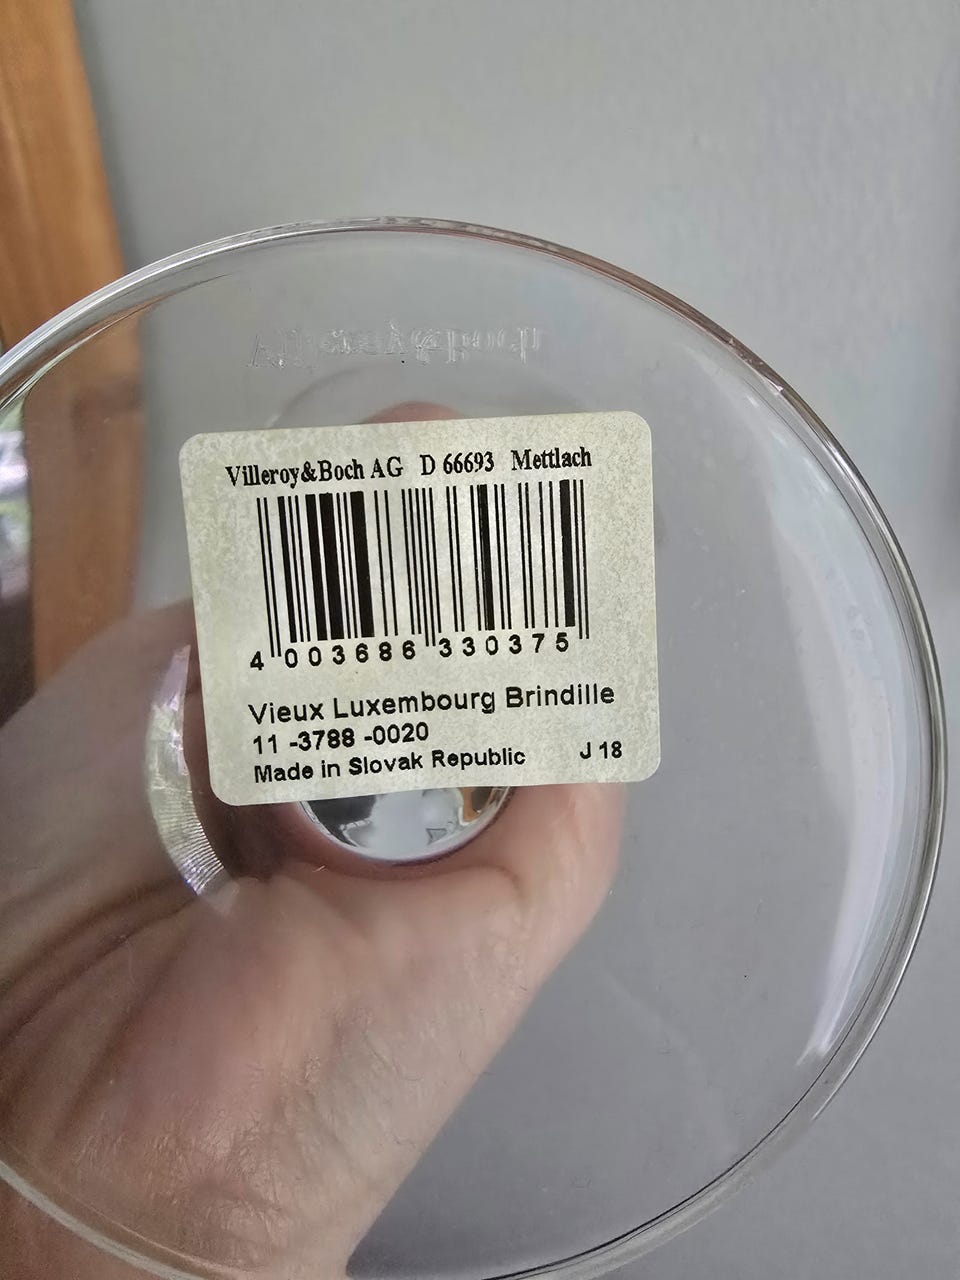 Villeroy&Boch AG D 66693 Mettlach
4 003686 330375
Vieux Luxembourg Brindille
11 -3788 -0020
Made in Slovak Republic J 18